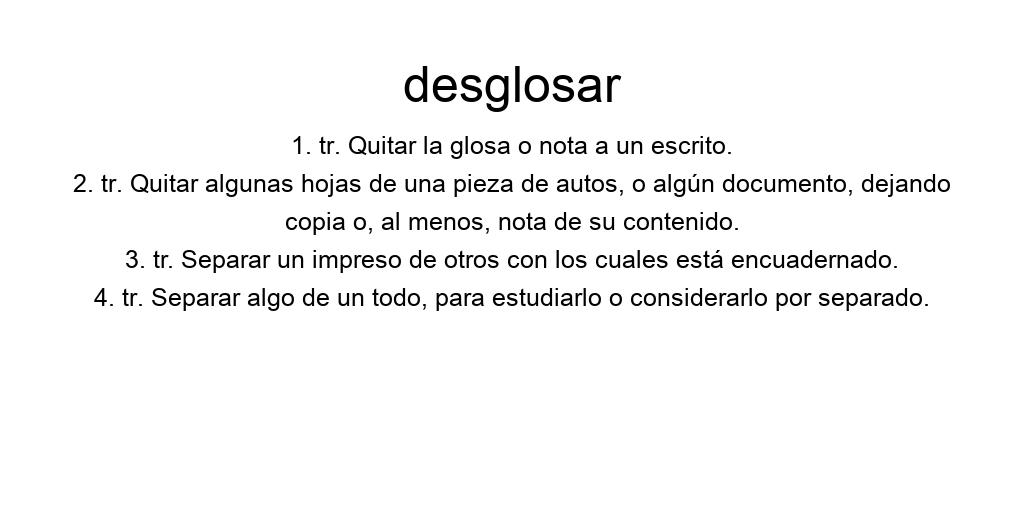 desglosar
1. tr. Quitar la glosa o nota a un escrito.
2. tr. Quitar algunas hojas de una pieza de autos, o algún documento, dejando
copia o, al menos, nota de su contenido.
3. tr. Separar un impreso de otros con los cuales está encuadernado.
4. tr. Separar algo de un todo, para estudiarlo o considerarlo por separado.